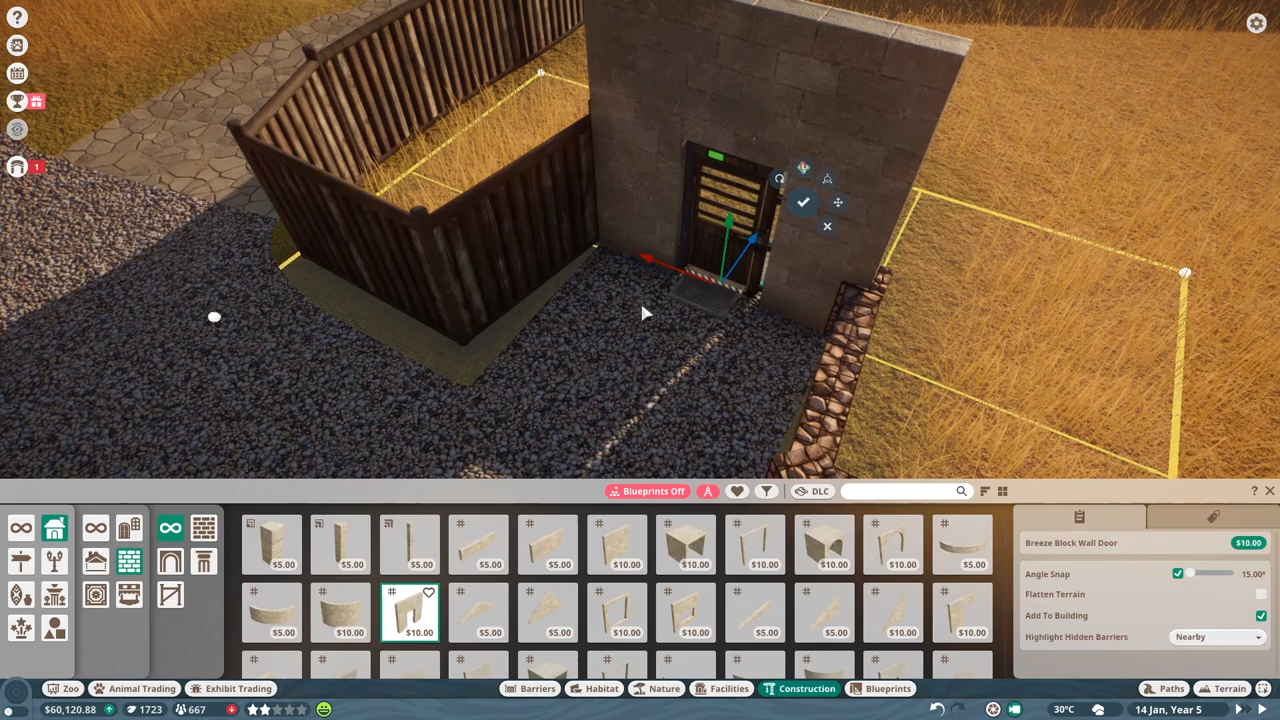 ?
1
Blueprints Off
DLC
?
$5.00 $5.00 $5.00 $5.00 $5.00 $10.00 $10.00 $10.00 $10.00 $10.00 $5.00
$5.00 $10.00 $10.00 $5.00 $5.00 $10.00 $10.00 $5.00 $5.00 $10.00 $10.00
Breeze Block Wall Door $10.00
Angle Snap 15.00°
Flatten Terrain
Add To Building
Highlight Hidden Barriers Nearby
Zoo Animal Trading Exhibit Trading Barriers Habitat Nature Facilities Construction Blueprints Paths Terrain
$60,120.88 1723 667 30°C 14 Jan, Year 5